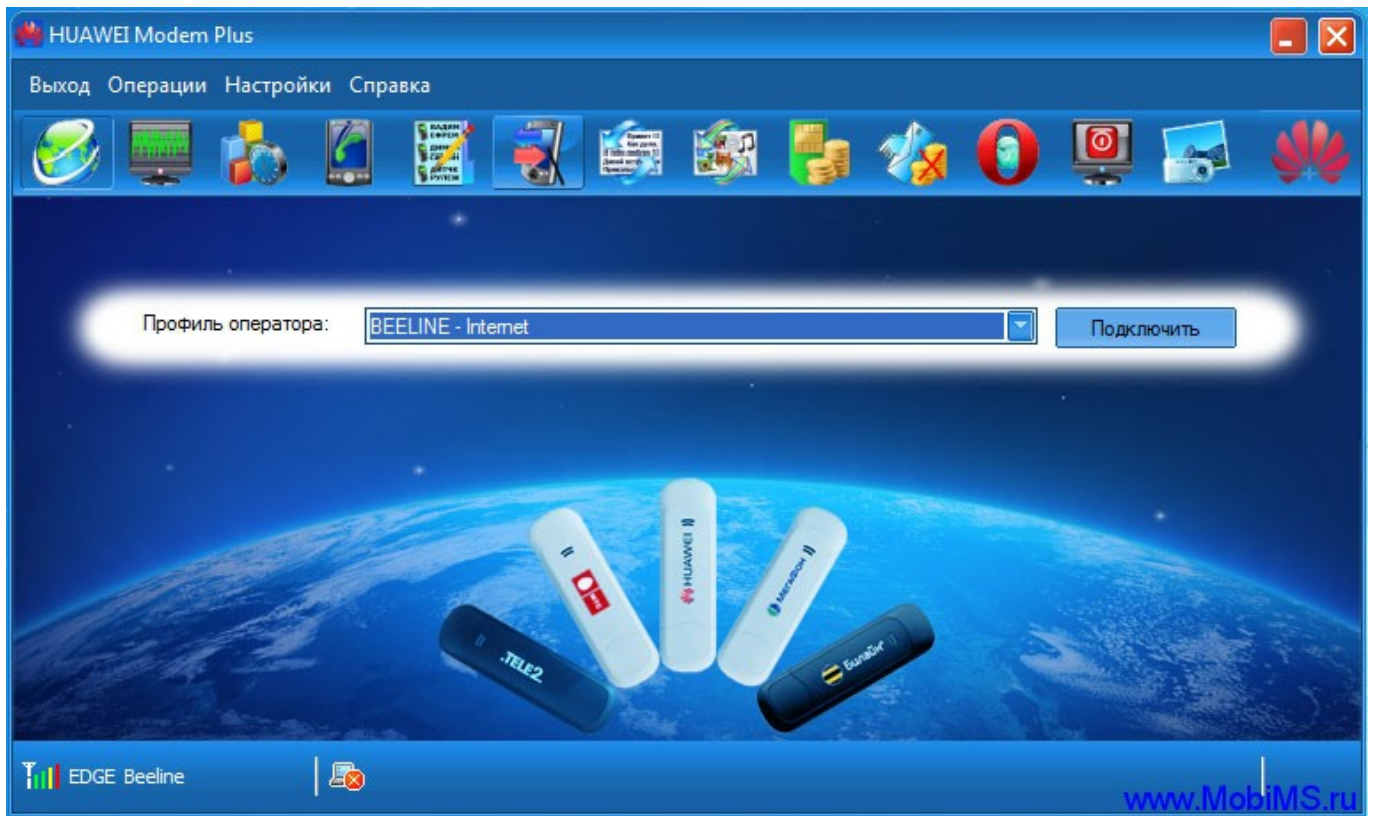 HUAWEI Modem Plus
Выход Операции Настройки Справка
Профиль оператора: BEELINE - Internet Подключить
TELE2
МТС
HUAWEI
МегаФон
Билайн
EDGE Beeline
www.MobiMS.ru